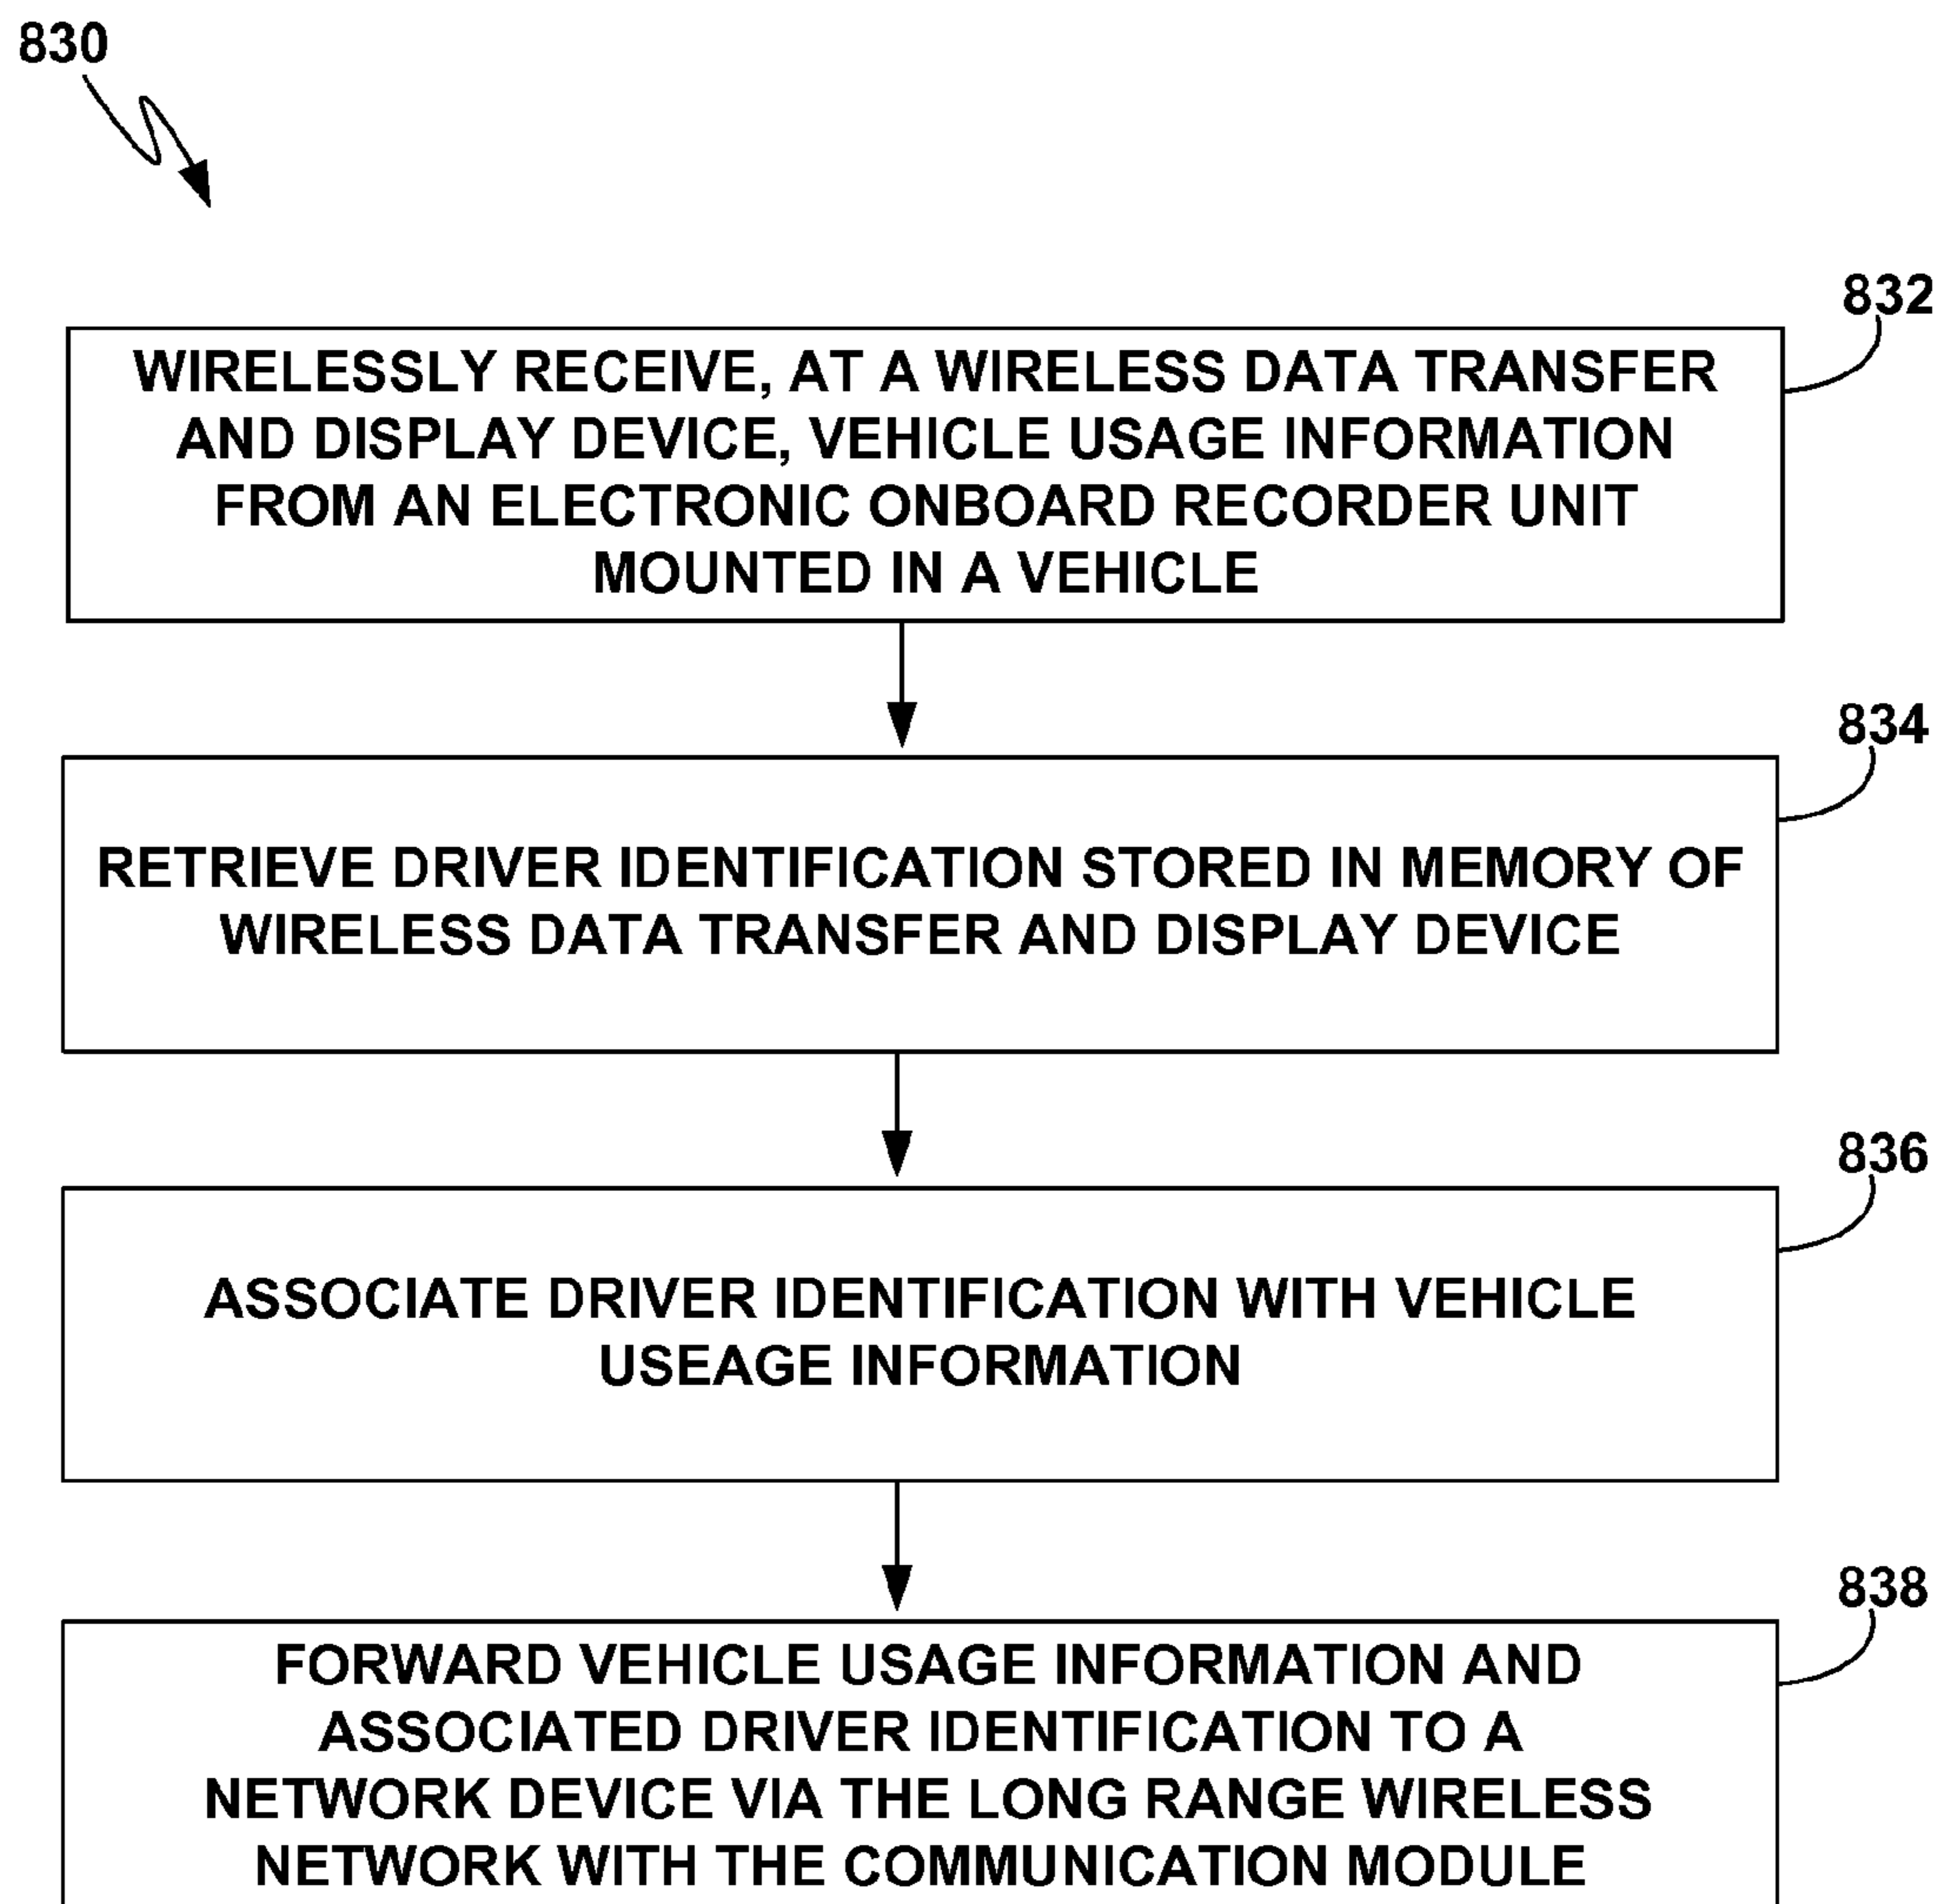 830
832
WIRELESSLY RECEIVE, AT A WIRELESS DATA TRANSFER
AND DISPLAY DEVICE, VEHICLE USAGE INFORMATION
FROM AN ELECTRONIC ONBOARD RECORDER UNIT
MOUNTED IN A VEHICLE
834
RETRIEVE DRIVER IDENTIFICATION STORED IN MEMORY OF
WIRELESS DATA TRANSFER AND DISPLAY DEVICE
836
ASSOCIATE DRIVER IDENTIFICATION WITH VEHICLE
USEAGE INFORMATION
838
FORWARD VEHICLE USAGE INFORMATION AND
ASSOCIATED DRIVER IDENTIFICATION TO A
NETWORK DEVICE VIA THE LONG RANGE WIRELESS
NETWORK WITH THE COMMUNICATION MODULE